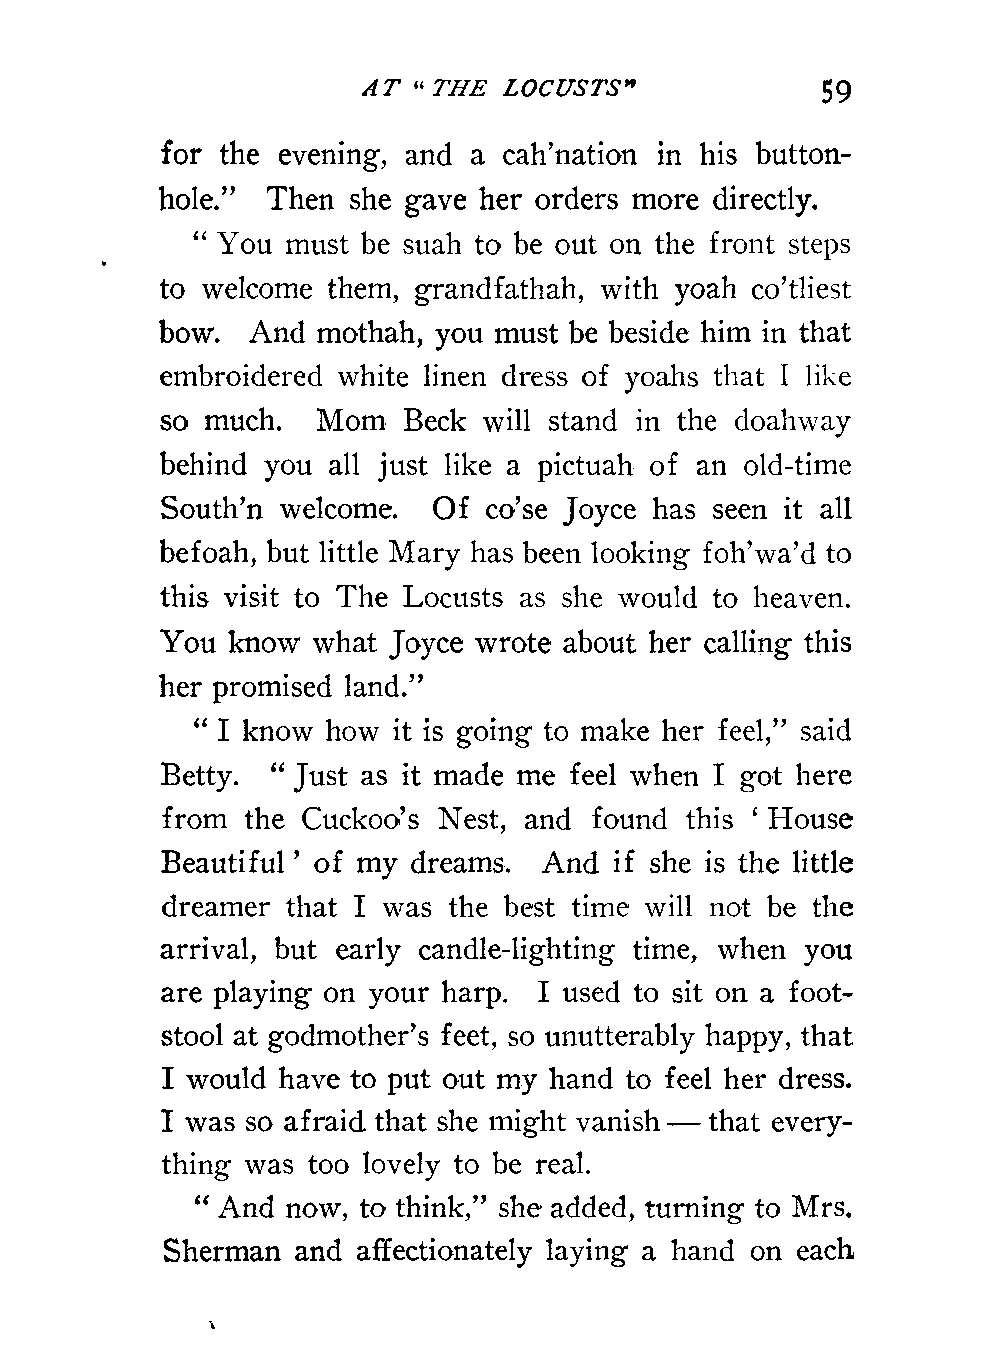 AT "THE LOCUSTS" 59
for the evening, and a cah'nation in his button-
hole." Then she gave her orders more directly.
"You must be suah to be out on the front steps
to welcome them, grandfathah, with yoah co'tliest
bow. And mothah, you must be beside him in that
embroidered white linen dress of yoahs that I like
so much. Mom Beck will stand in the doahway
behind you all just like a pictuah of an old-time
South'n welcome. Of co'se Joyce has seen it all
befoah, but little Mary has been looking foh'wa'd to
this visit to The Locusts as she would to heaven.
You know what Joyce wrote about her calling this
her promised land."
"I know how it is going to make her feel," said
Betty. "Just as it made me feel when I got here
from the Cuckoo's Nest, and found this 'House
Beautiful' of my dreams. And if she is the little
dreamer that I was the best time will not be the
arrival, but early candle-lighting time, when you
are playing on your harp. I used to sit on a foot-
stool at godmother's feet, so unutterably happy, that
I would have to put out my hand to feel her dress.
I was so afraid that she might vanish — that every-
thing was too lovely to be real.
"And now, to think," she added, turning to Mrs.
Sherman and affectionately laying a hand on each